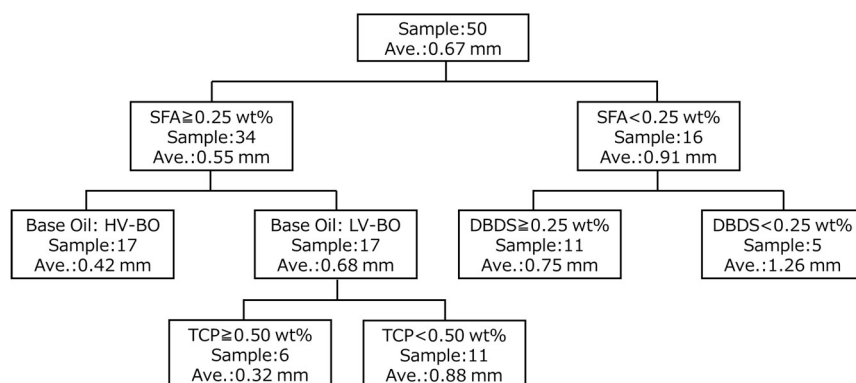 Sample:50
Ave.:0.67 mm
SFA≧0.25 wt%
Sample:34
Ave.:0.55 mm
SFA<0.25 wt%
Sample:16
Ave.:0.91 mm
Base Oil: HV-BO
Sample:17
Ave.:0.42 mm
Base Oil: LV-BO
Sample:17
Ave.:0.68 mm
DBDS≧0.25 wt%
Sample:11
Ave.:0.75 mm
DBDS<0.25 wt%
Sample:5
Ave.:1.26 mm
TCP≧0.50 wt%
Sample:6
Ave.:0.32 mm
TCP<0.50 wt%
Sample:11
Ave.:0.88 mm